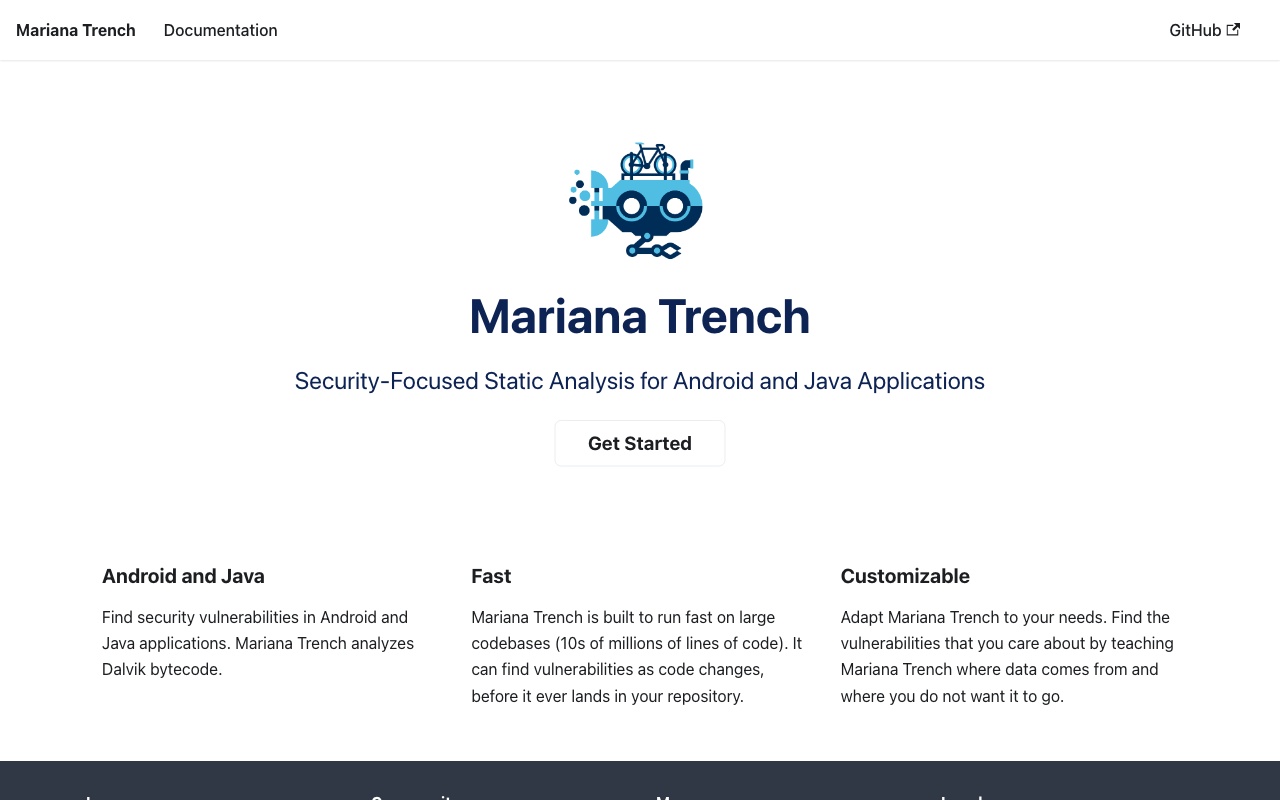 Mariana Trench
Documentation
GitHub
Mariana Trench
Security-Focused Static Analysis for Android and Java Applications
Get Started
Android and Java
Find security vulnerabilities in Android and
Java applications. Mariana Trench analyzes
Dalvik bytecode.
Fast
Mariana Trench is built to run fast on large
codebases (10s of millions of lines of code). It
can find vulnerabilities as code changes,
before it ever lands in your repository.
Customizable
Adapt Mariana Trench to your needs. Find the
vulnerabilities that you care about by teaching
Mariana Trench where data comes from and
where you do not want it to go.